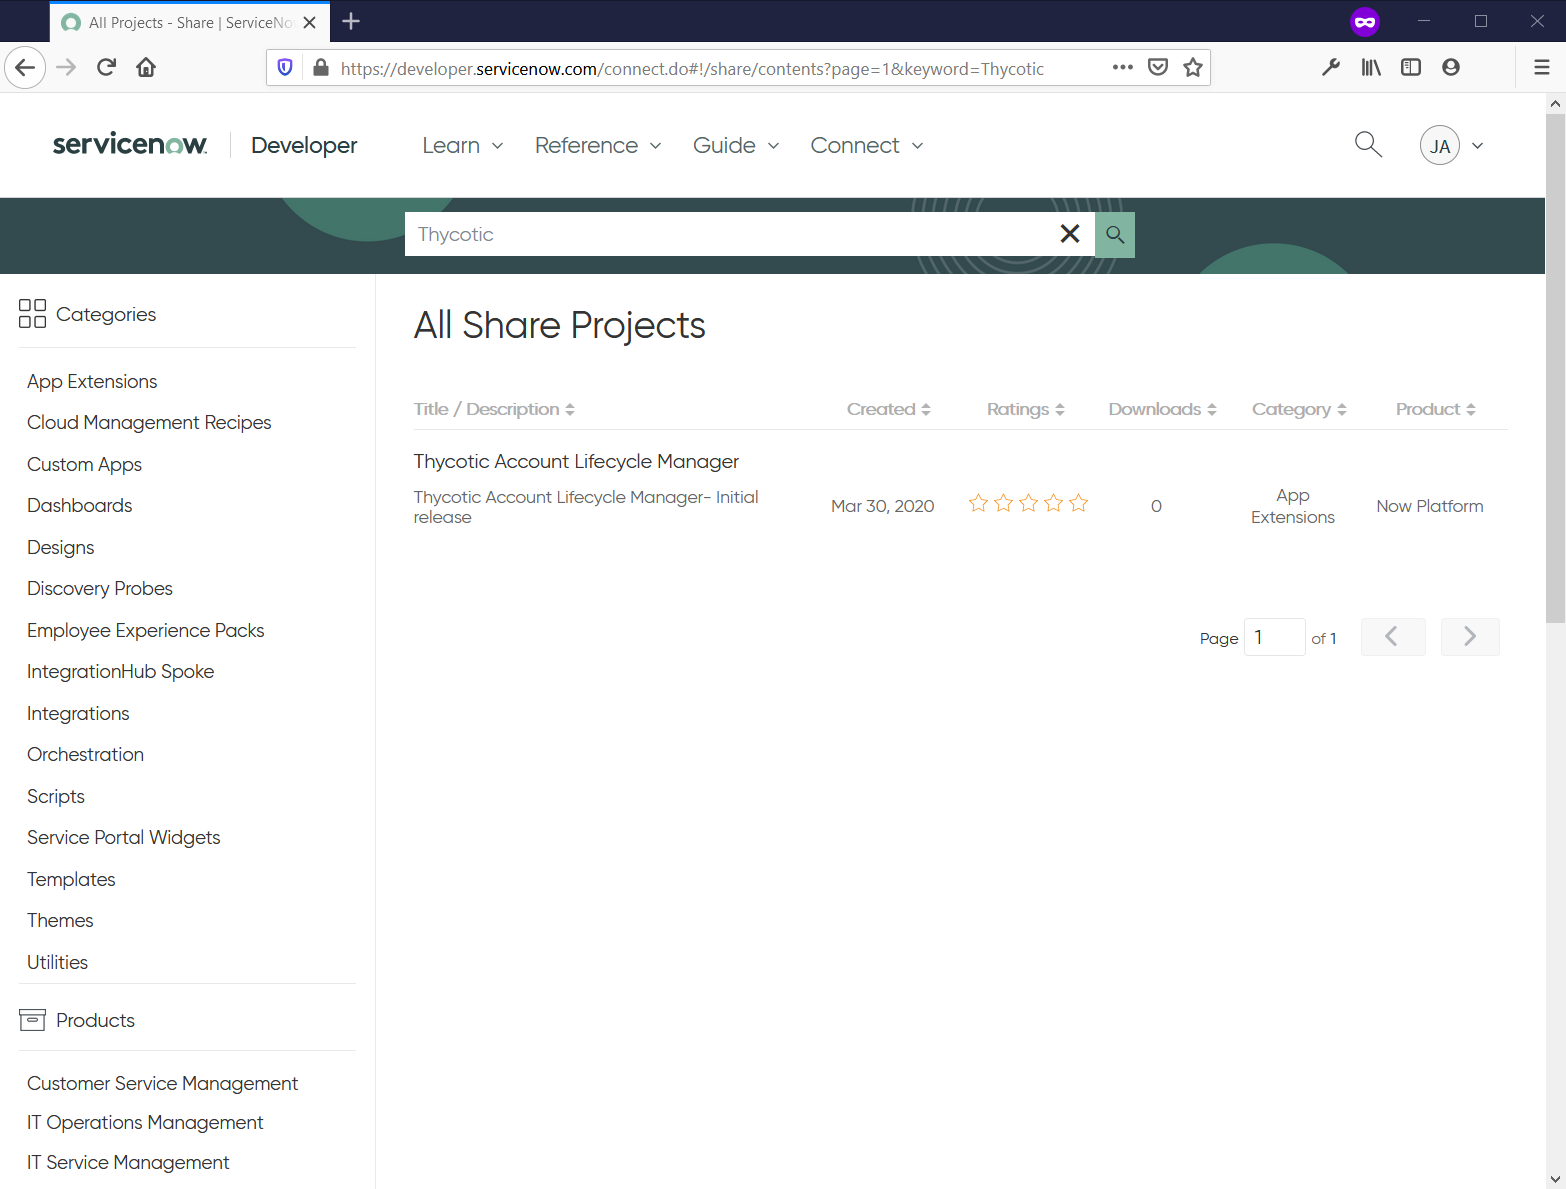 All Projects - Share | ServiceNo
https://developer.servicenow.com/connect.do#!/share/contents?page=1&keyword=Thycotic
servicenow. Developer Learn Reference Guide Connect JA
Thycotic
Categories
App Extensions
Cloud Management Recipes
Custom Apps
Dashboards
Designs
Discovery Probes
Employee Experience Packs
IntegrationHub Spoke
Integrations
Orchestration
Scripts
Service Portal Widgets
Templates
Themes
Utilities
Products
Customer Service Management
IT Operations Management
IT Service Management
All Share Projects
Title / Description Created Ratings Downloads Category Product
Thycotic Account Lifecycle Manager
Thycotic Account Lifecycle Manager- Initial
release
Mar 30, 2020
0
App
Extensions
Now Platform
Page 1 of 1